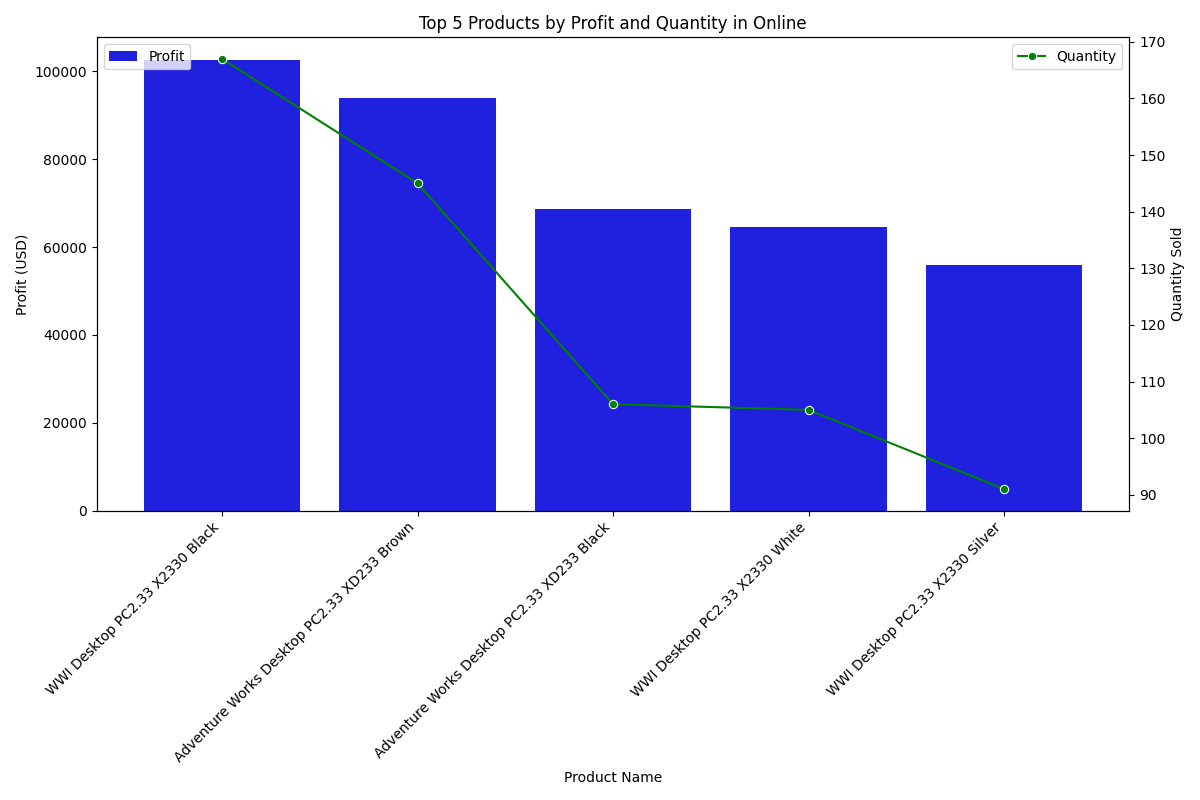 Top 5 Products by Profit and Quantity in Online
Profit
Quantity
100000
80000
60000
40000
20000
0
Profit (USD)
170
160
150
140
130
120
110
100
90
Quantity Sold
WWI Desktop PC2.33 X2330 Black
Adventure Works Desktop PC2.33 XD233 Brown
Adventure Works Desktop PC2.33 XD233 Black
WWI Desktop PC2.33 X2330 White
WWI Desktop PC2.33 X2330 Silver
Product Name